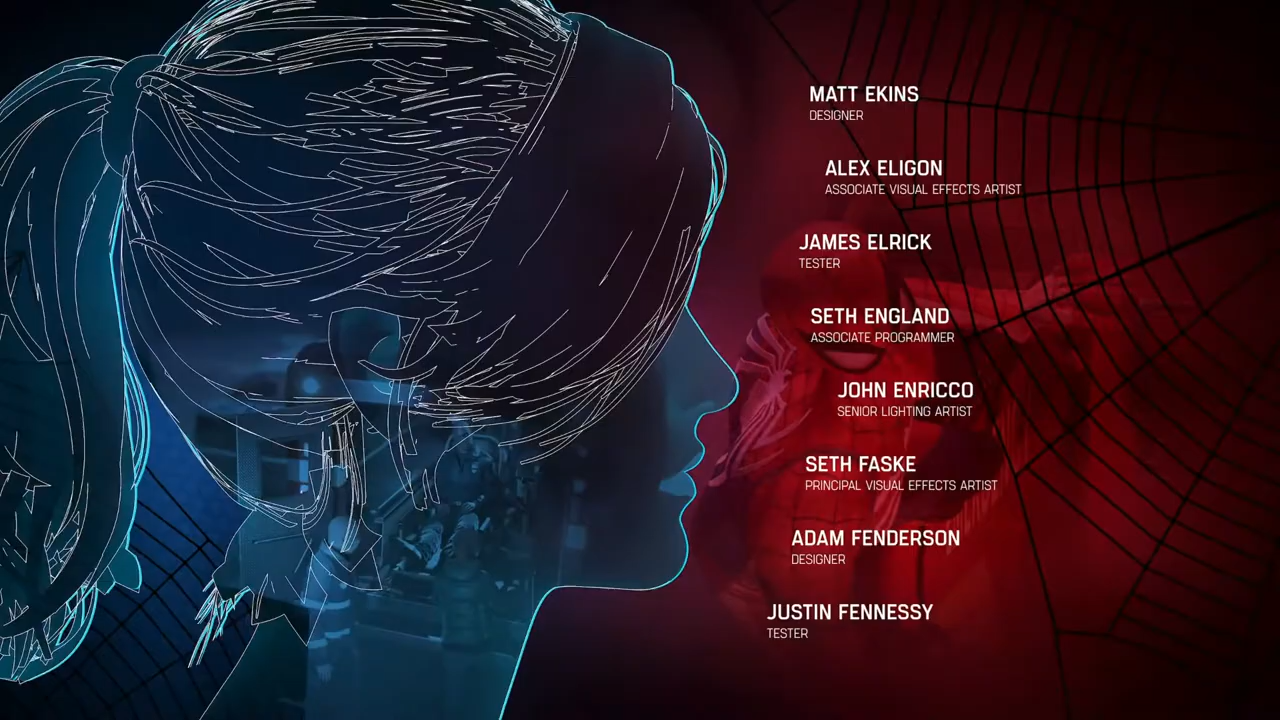 MATT EKINS
DESIGNER
ALEX ELIGON
ASSOCIATE VISUAL EFFECTS ARTIST
JAMES ELRICK
TESTER
SETH ENGLAND
ASSOCIATE PROGRAMMER
JOHN ENRICCO
SENIOR LIGHTING ARTIST
SETH FASKE
PRINCIPAL VISUAL EFFECTS ARTIST
ADAM FENDERSON
DESIGNER
JUSTIN FENNESSY
TESTER